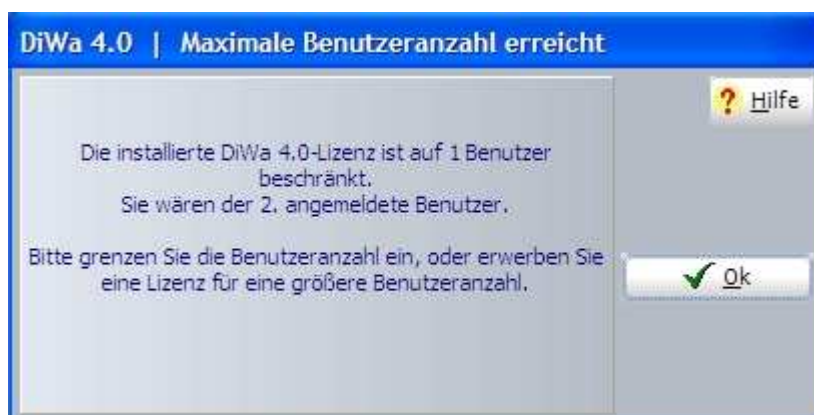 DiWa 4.0 | Maximale Benutzeranzahl erreicht
? Hilfe
Die installierte DiWa 4.0-Lizenz ist auf 1 Benutzer
beschränkt.
Sie wären der 2. angemeldete Benutzer.
Bitte grenzen Sie die Benutzeranzahl ein, oder erwerben Sie
eine Lizenz für eine größere Benutzeranzahl.
Ok